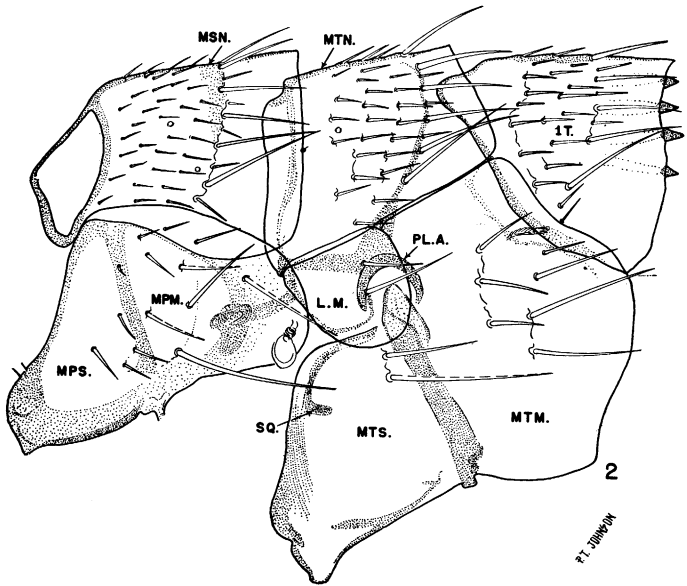 MSN.
MTN.
1T.
PL.A.
MPM.
L.M.
MPS.
SQ.
MTS.
MTM.
2
P.T. JOHNSON